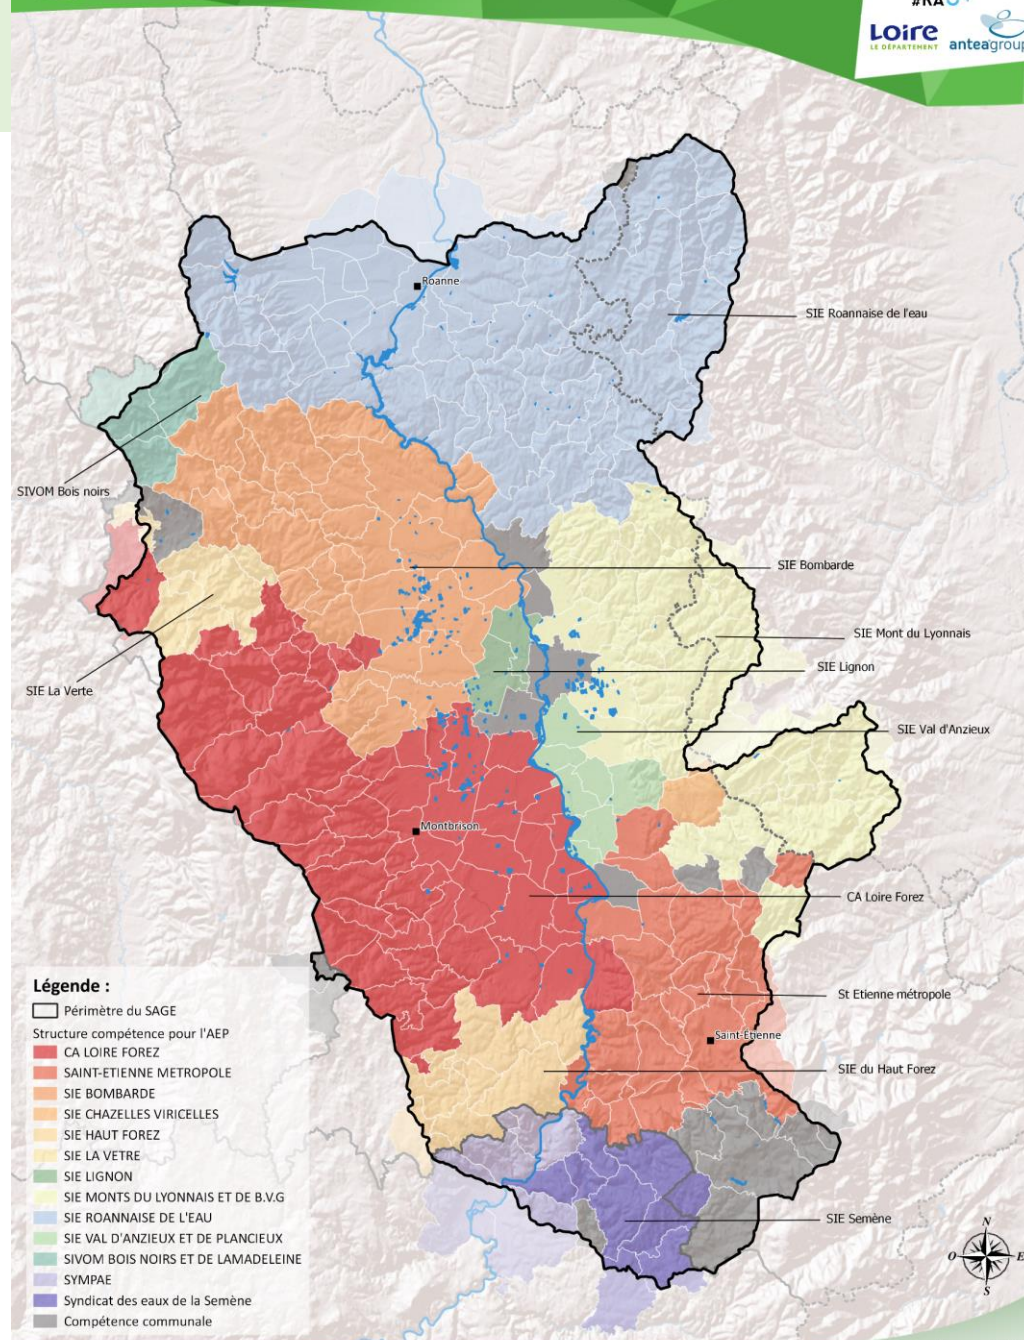 Loire
LE DÉPARTEMENT
anteagroup
Roanne
SIE Roannaise de l'eau
SIVOM Bois noirs
SIE Bombarde
SIE Mont du Lyonnais
SIE Lignon
SIE La Verte
SIE Val d'Anzieux
Montbrison
CA Loire Forez
Légende :
Périmètre du SAGE
Structure compétence pour l'AEP
CA LOIRE FOREZ
SAINT-ETIENNE METROPOLE
SIE BOMBARDE
SIE CHAZELLES VIRICELLES
SIE HAUT FOREZ
SIE LA VETRE
SIE LIGNON
SIE MONTS DU LYONNAIS ET DE B.V.G
SIE ROANNAISE DE L'EAU
SIE VAL D'ANZIEUX ET DE PLANCIEUX
SIVOM BOIS NOIRS ET DE LAMADELEINE
SYMPAE
Syndicat des eaux de la Semène
Compétence communale
St Etienne métropole
Saint-Etienne
SIE du Haut Forez
SIE Semène
N
O
E
S